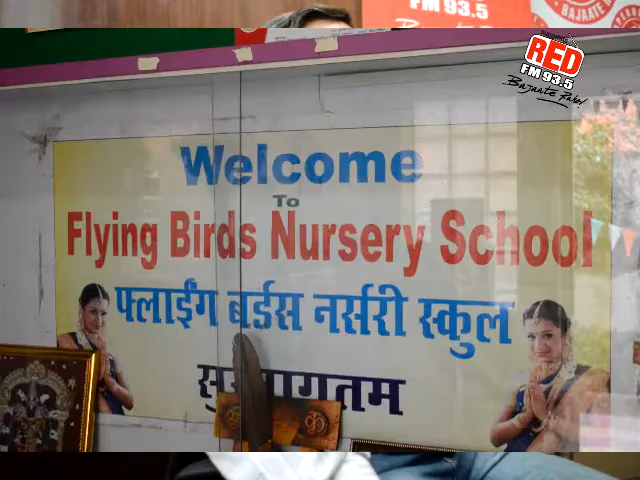 FM 93.5
BAJAATE
RED
FM 93.5
Bajaate Raho!
Welcome
To
Flying Birds Nursery School
फ्लाईंग बर्डस नर्सरी स्कुल